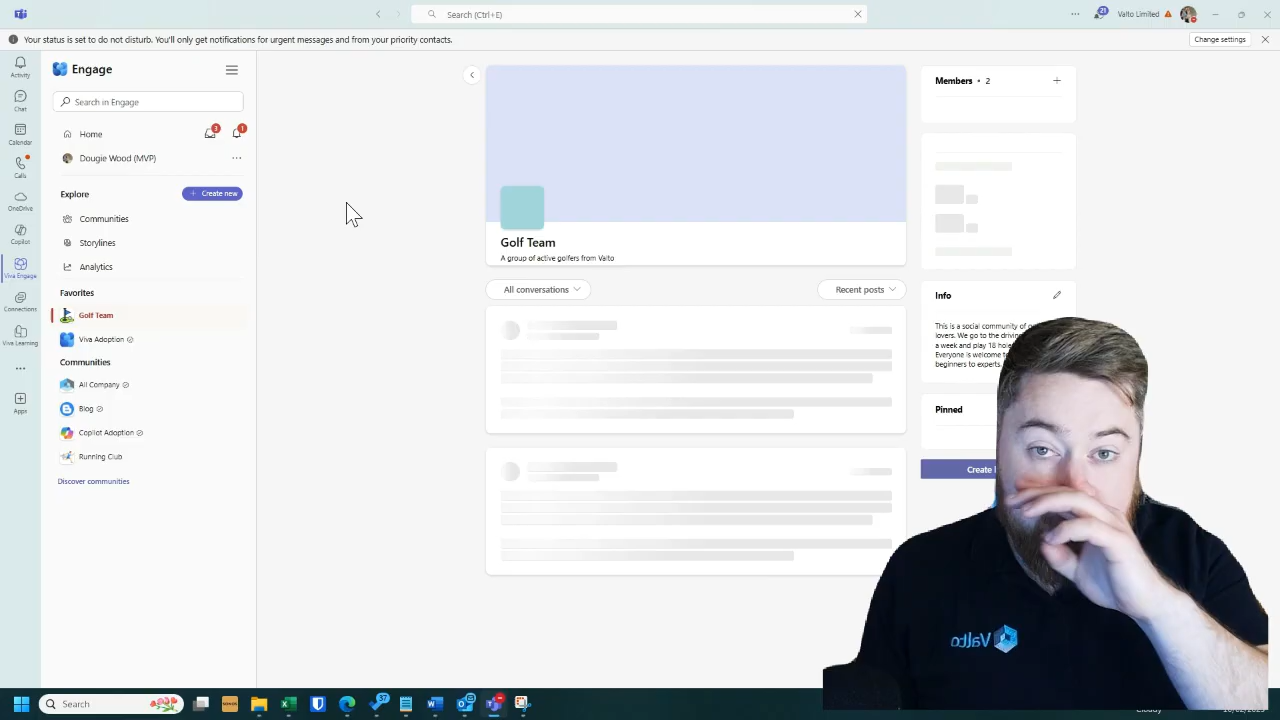 Search (Ctrl+E)
21
Valto Limited
Your status is set to do not disturb. You'll only get notifications for urgent messages and from your priority contacts.
Change settings
Activity
Chat
Calendar
Calls
OneDrive
Copilot
Viva Engage
Connections
Viva Learning
Apps
Engage
Search in Engage
Home
3
1
Dougie Wood (MVP)
Explore
Create new
Communities
Storylines
Analytics
Favorites
Golf Team
Viva Adoption
Communities
All Company
Blog
Copilot Adoption
Running Club
Discover communities
Golf Team
A group of active golfers from Valto
All conversations
Recent posts
Members • 2
Info
This is a social community of
lovers. We go to the
a week and play 18
Everyone is welcome
beginners to experts.
Pinned
Create
Valto
Search
37
Cloudy